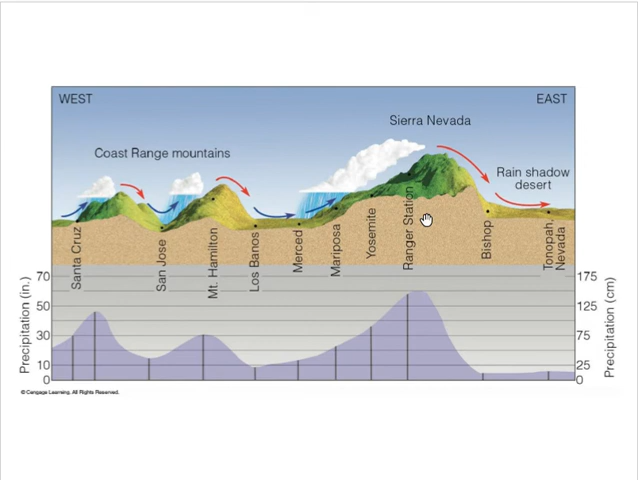 WEST
EAST
Sierra Nevada
Coast Range mountains
Rain shadow
desert
Santa Cruz
San Jose
Mt. Hamilton
Los Banos
Merced
Mariposa
Yosemite
Ranger Station
Bishop
Tonopah,
Nevada
Precipitation (in.)
70
50
30
10
0
175
125
75
25
0
Precipitation (cm)
© Cengage Learning. All Rights Reserved.